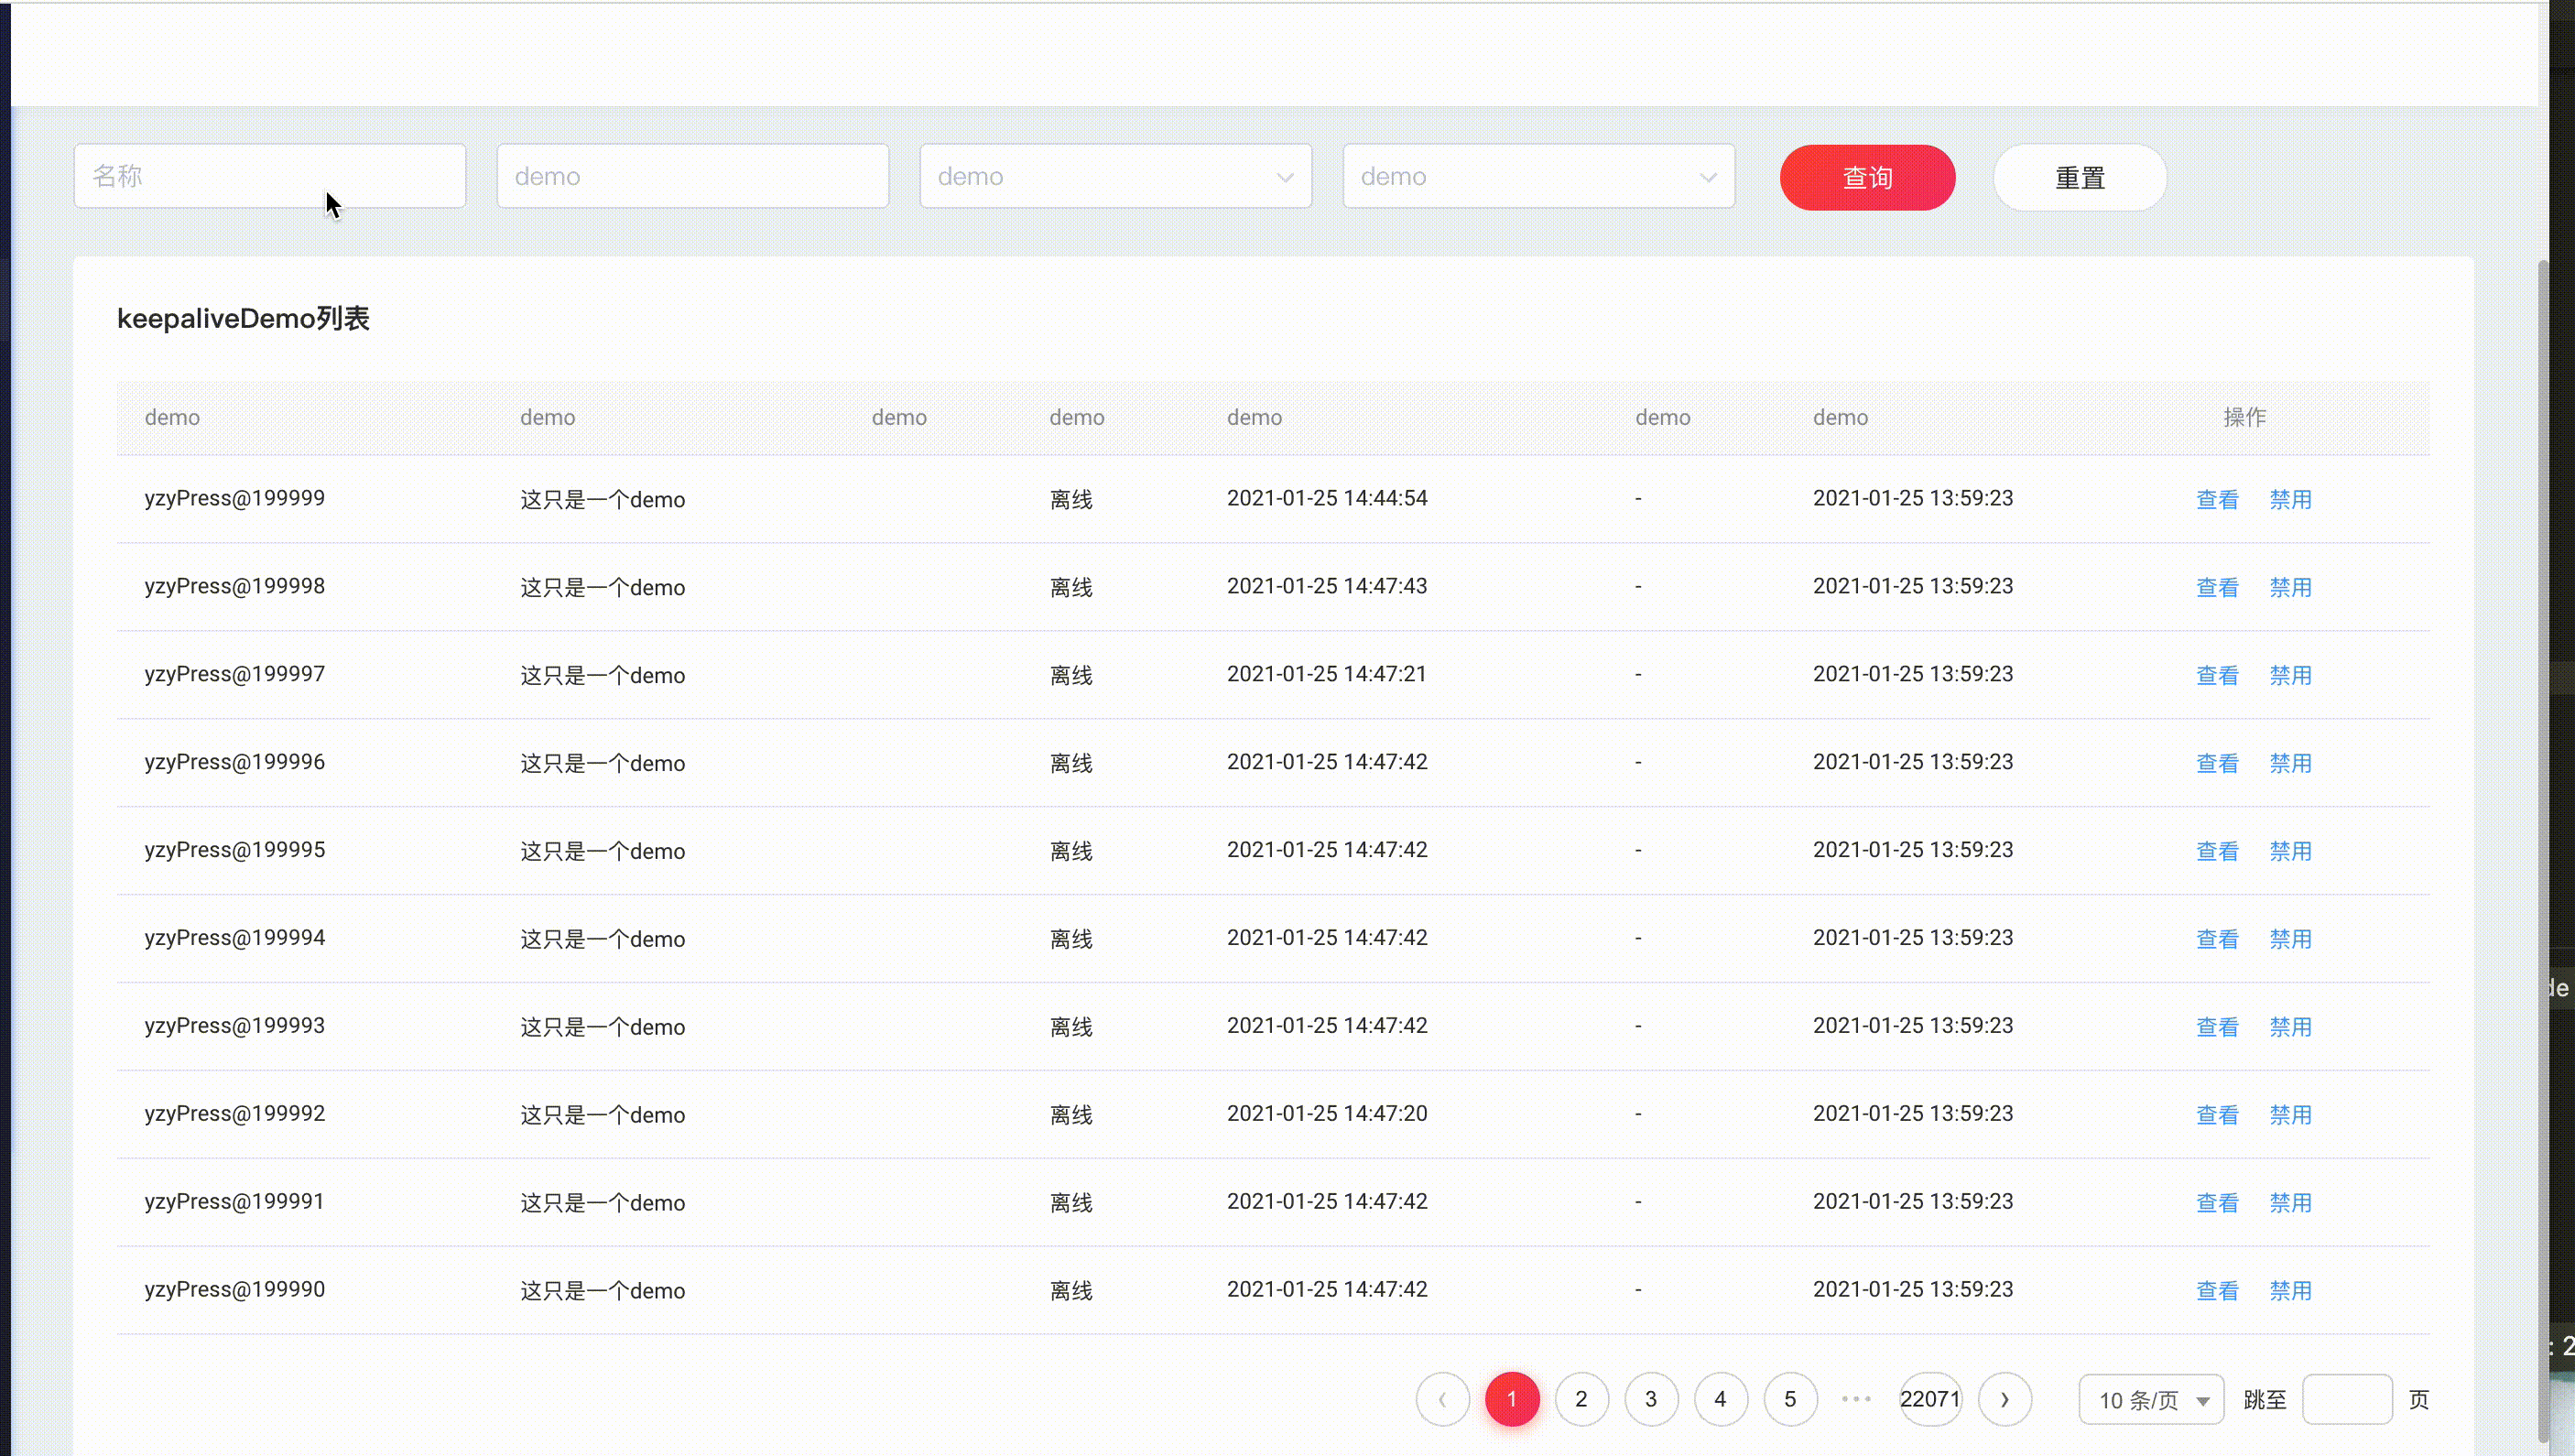 名称 demo demo demo 查询 重置
keepaliveDemo列表
demo demo demo demo demo demo demo 操作
yzyPress@199999 这只是一个demo 离线 2021-01-25 14:44:54 - 2021-01-25 13:59:23 查看 禁用
yzyPress@199998 这只是一个demo 离线 2021-01-25 14:47:43 - 2021-01-25 13:59:23 查看 禁用
yzyPress@199997 这只是一个demo 离线 2021-01-25 14:47:21 - 2021-01-25 13:59:23 查看 禁用
yzyPress@199996 这只是一个demo 离线 2021-01-25 14:47:42 - 2021-01-25 13:59:23 查看 禁用
yzyPress@199995 这只是一个demo 离线 2021-01-25 14:47:42 - 2021-01-25 13:59:23 查看 禁用
yzyPress@199994 这只是一个demo 离线 2021-01-25 14:47:42 - 2021-01-25 13:59:23 查看 禁用
yzyPress@199993 这只是一个demo 离线 2021-01-25 14:47:42 - 2021-01-25 13:59:23 查看 禁用
yzyPress@199992 这只是一个demo 离线 2021-01-25 14:47:20 - 2021-01-25 13:59:23 查看 禁用
yzyPress@199991 这只是一个demo 离线 2021-01-25 14:47:42 - 2021-01-25 13:59:23 查看 禁用
yzyPress@199990 这只是一个demo 离线 2021-01-25 14:47:42 - 2021-01-25 13:59:23 查看 禁用
‹ 1 2 3 4 5 ··· 22071 › 10 条/页 跳至 页